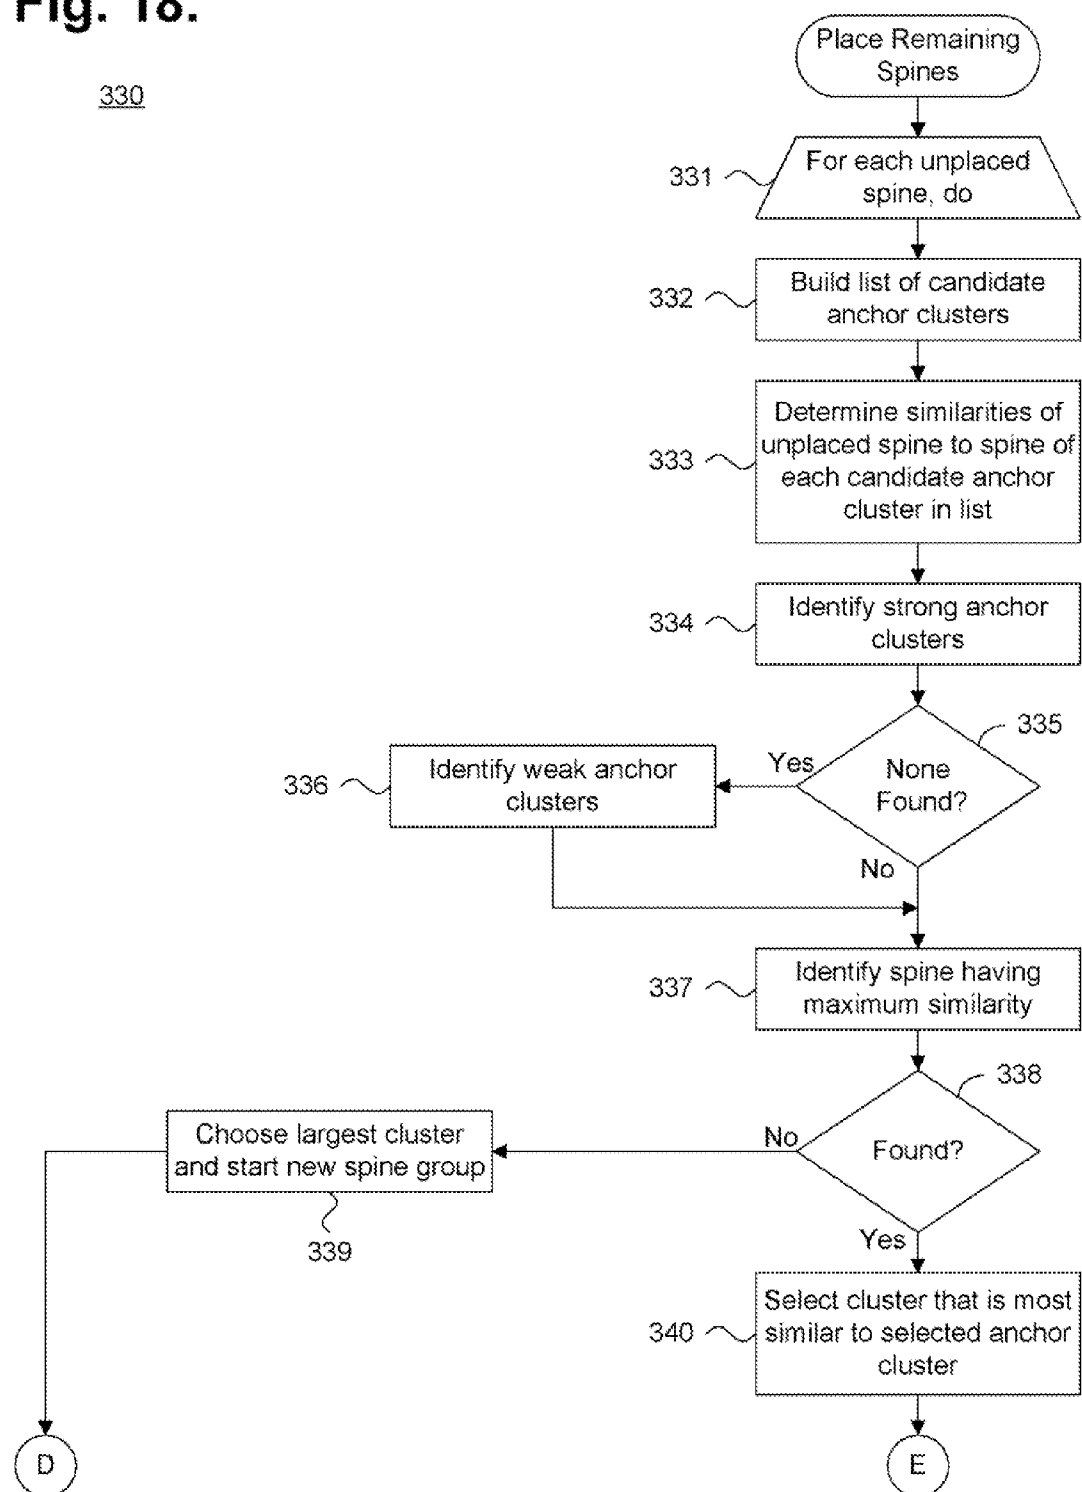 Fig. 18.
330
Place Remaining
Spines
331
For each unplaced
spine, do
332
Build list of candidate
anchor clusters
333
Determine similarities of
unplaced spine to spine of
each candidate anchor
cluster in list
334
Identify strong anchor
clusters
335
None
Found?
Yes
No
336
Identify weak anchor
clusters
337
Identify spine having
maximum similarity
338
Found?
No
Yes
Choose largest cluster
and start new spine group
339
340
Select cluster that is most
similar to selected anchor
cluster
D
E